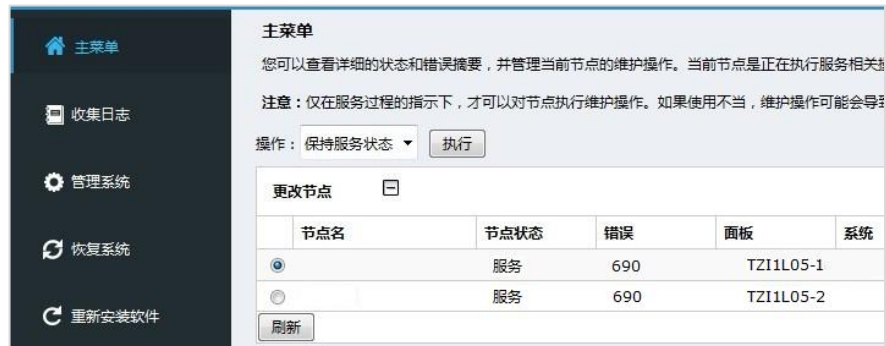 主菜单
收集日志
管理系统
恢复系统
重新安装软件
主菜单
您可以查看详细的状态和错误摘要，并管理当前节点的维护操作。当前节点是正在执行服务相关
注意：仅在服务过程的指示下，才可以对节点执行维护操作。如果使用不当，维护操作可能会导
操作： 保持服务状态 执行
更改节点
节点名 节点状态 错误 面板 系统
服务 690 TZI1L05-1
服务 690 TZI1L05-2
刷新